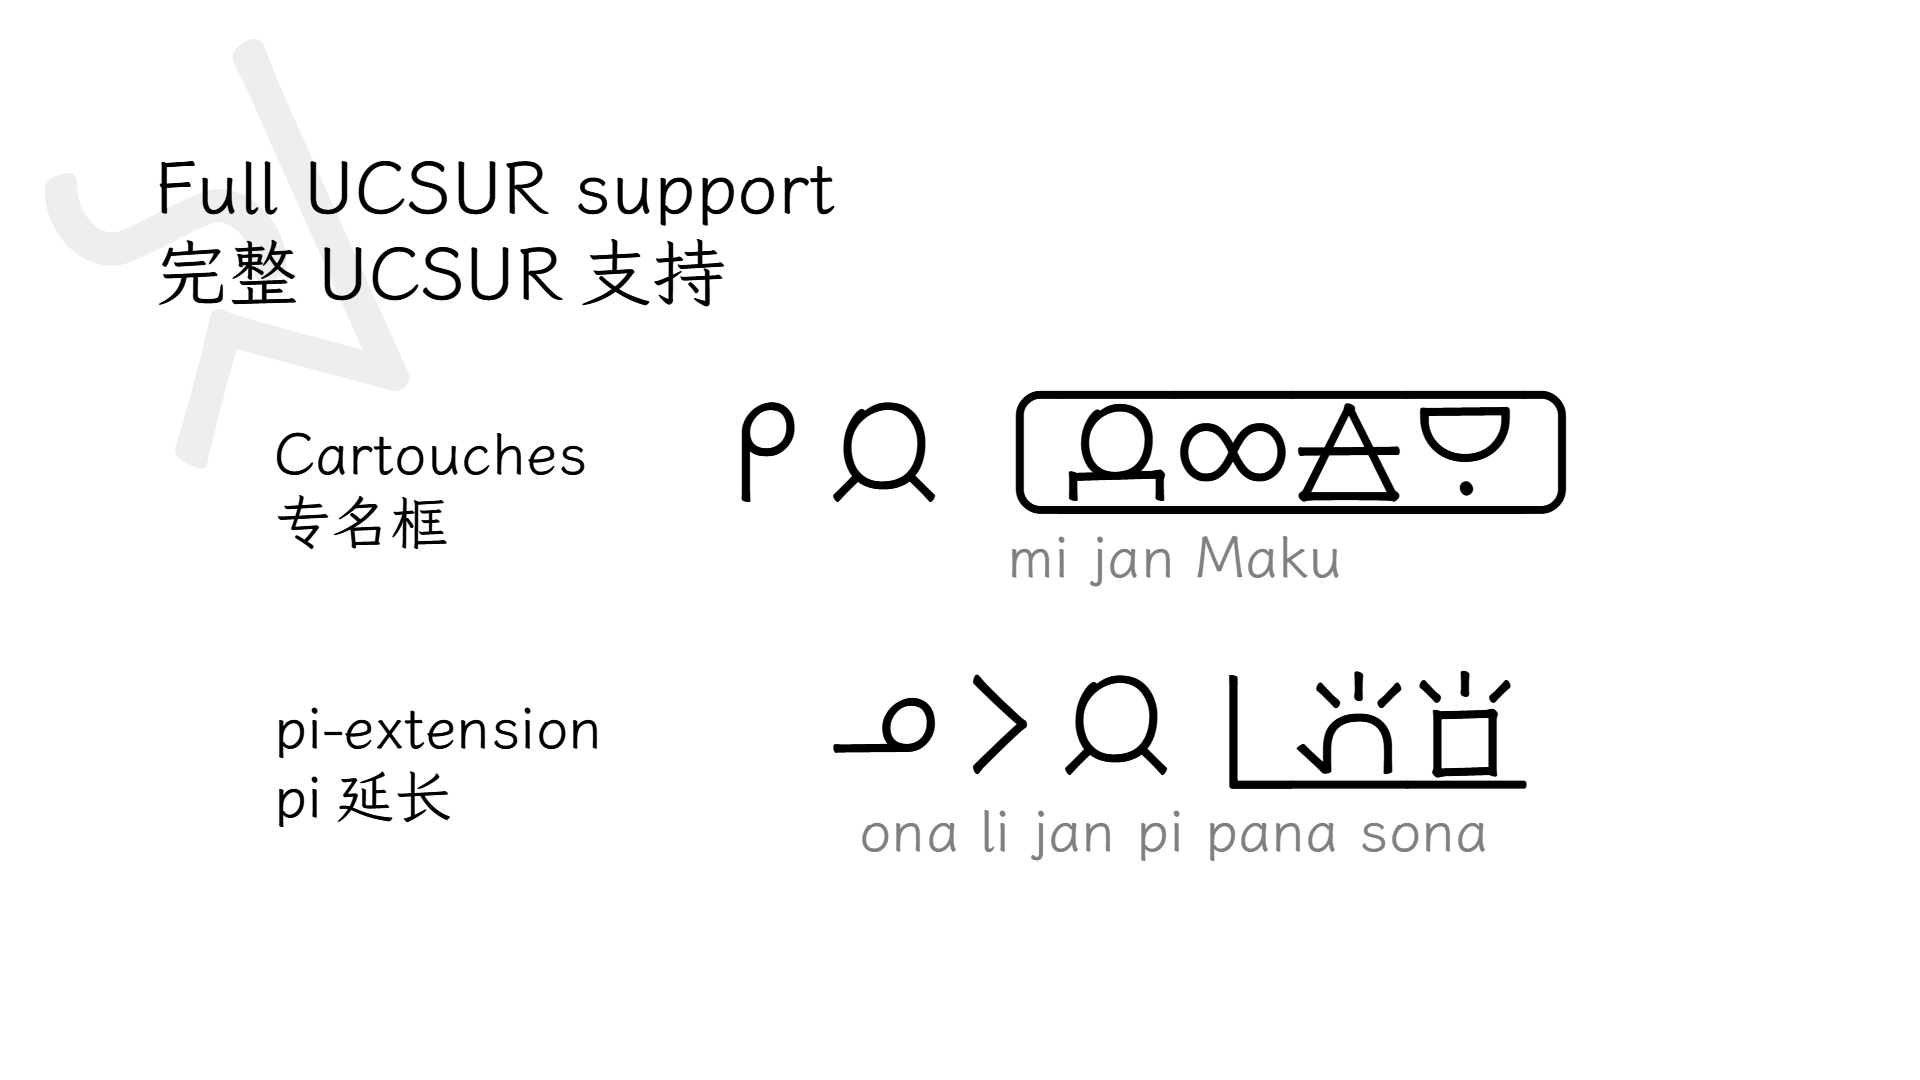 Full UCSUR support
完整 UCSUR 支持
Cartouches
专名框
mi jan Maku
pi-extension
pi 延长
ona li jan pi pana sona